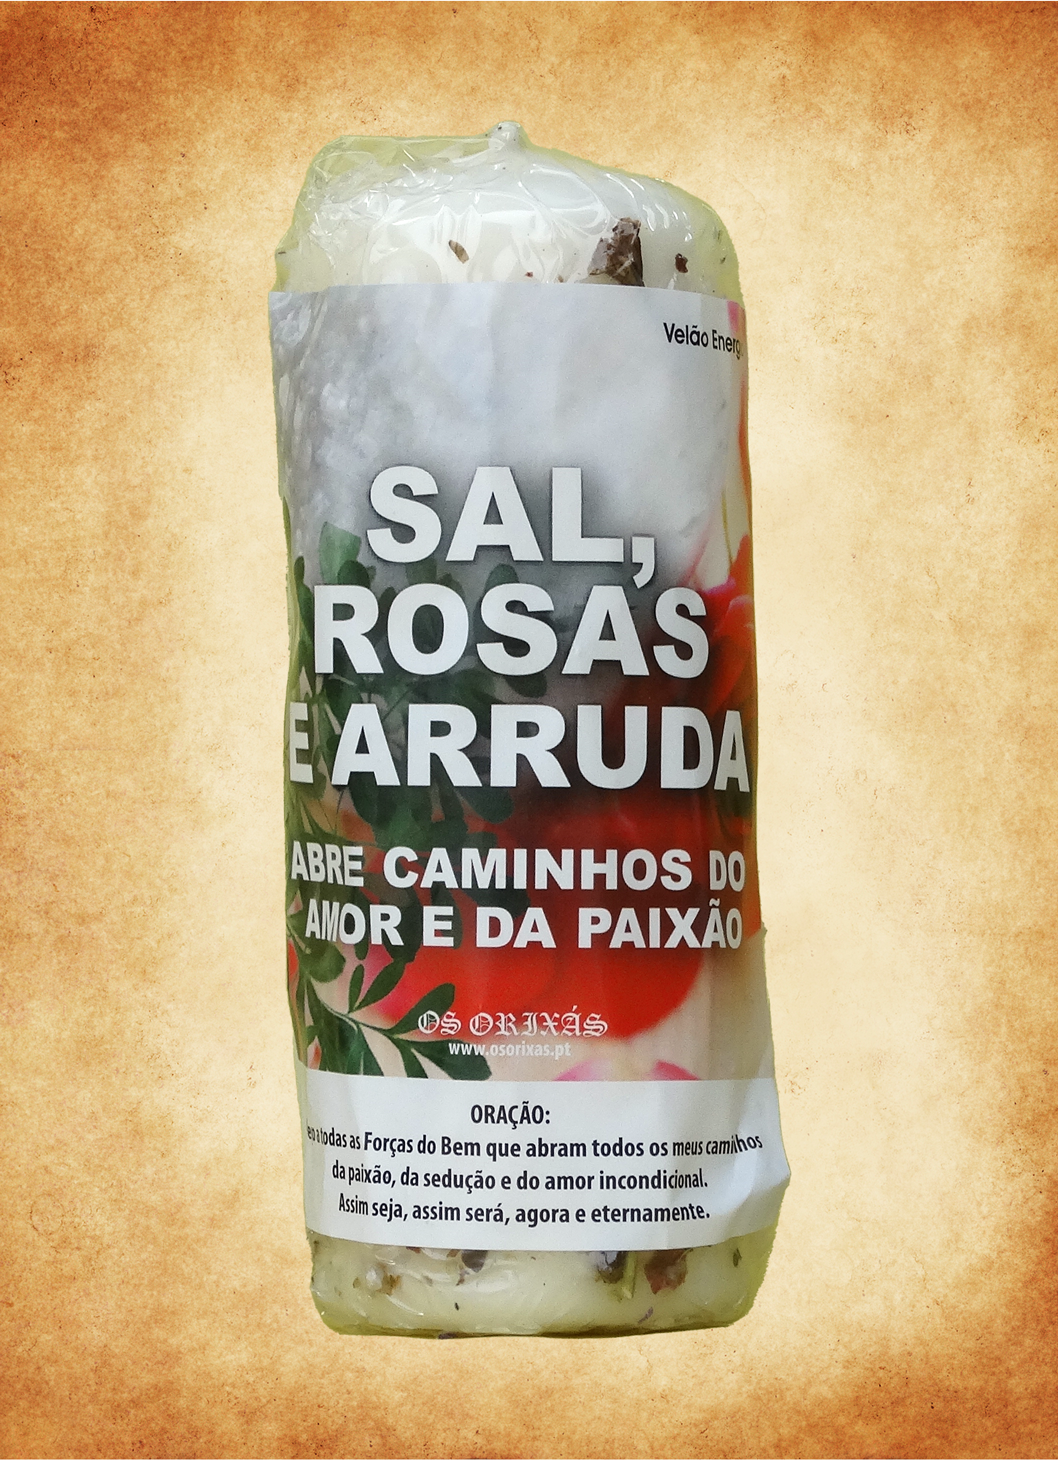 Velão
SAL,
ROSAS
E ARRUDA
ABRE CAMINHOS DO
AMOR E DA PAIXÃO
OS ORIXÁS
www.osorixas.pt
ORAÇÃO:
a todas as Forças do Bem que abram todos os meus caminhos
da paixão, da sedução e do amor incondicional.
Assim seja, assim será, agora e eternamente.